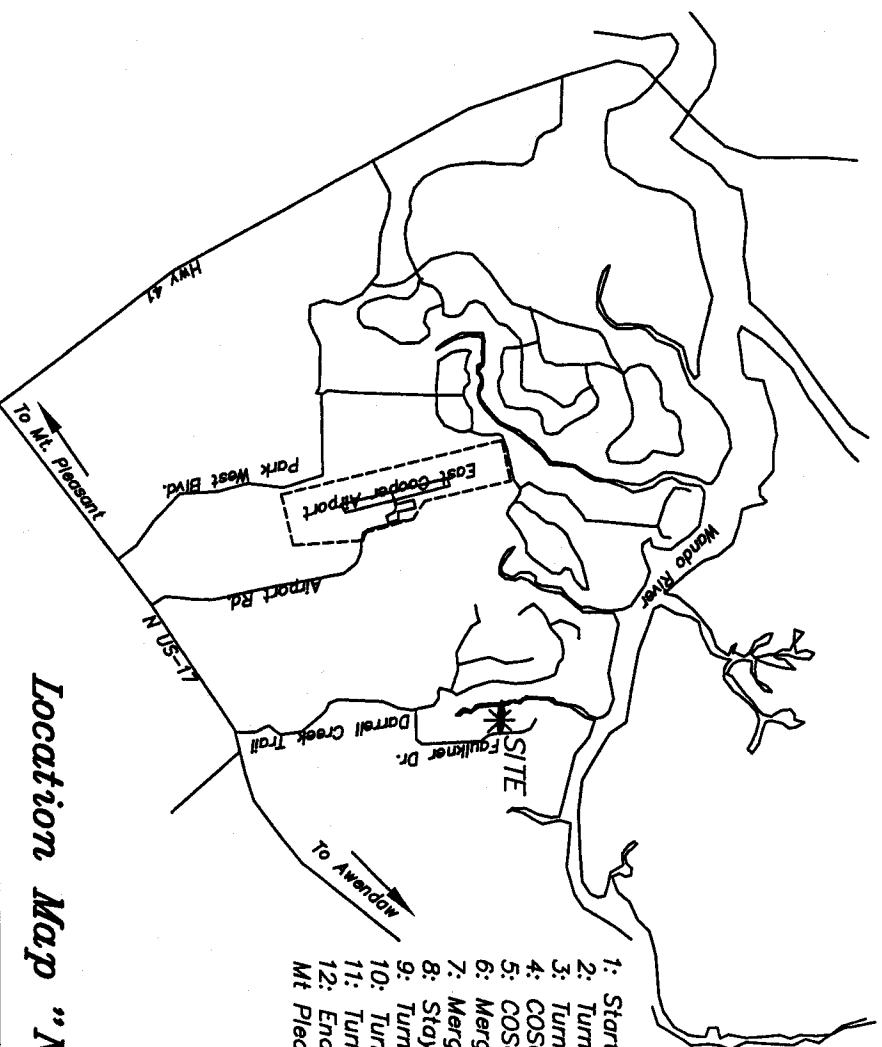 Hwy 41
To Mt. Pleasant
Park West Blvd.
East Cooper Airport
Airport Rd.
N US-17
Wando River
Darrell Creek Trail
Faulkner Dr.
SITE
To Awendaw
1: Start
2: Turn
3: Turn
4: COS
5: COS
6: Merg
7: Merg
8: Stay
9: Turn
10: Turn
11: Turn
12: End
Mt Plea
Location Map "N